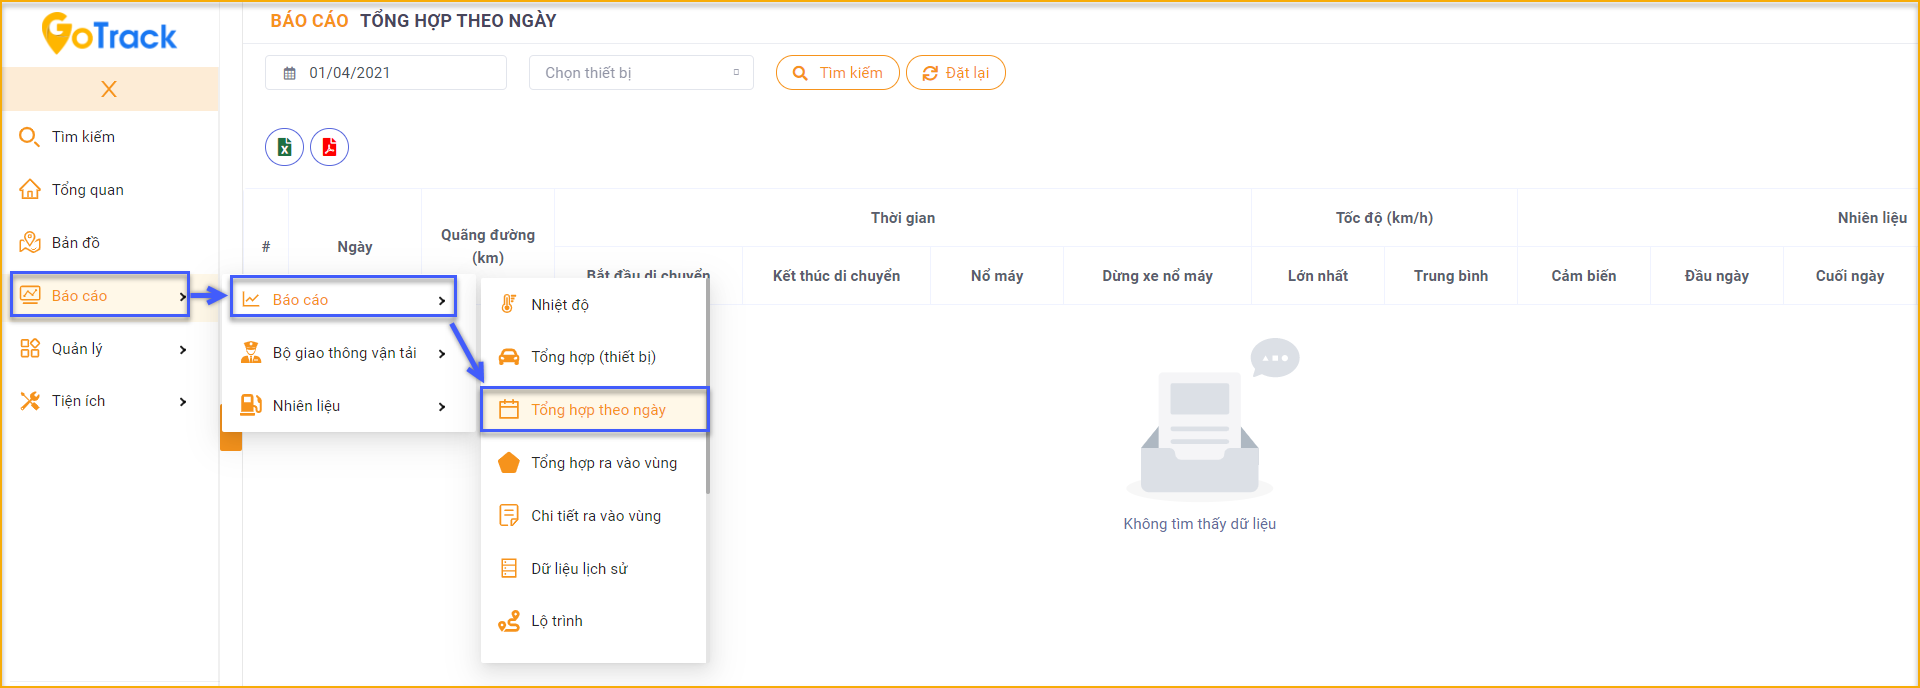 GoTrack
X
Tìm kiếm
Tổng quan
Bản đồ
Báo cáo
Quản lý
Tiện ích
Báo cáo
Bộ giao thông vận tải
Nhiên liệu
Nhiệt độ
Tổng hợp (thiết bị)
Tổng hợp theo ngày
Tổng hợp ra vào vùng
Chi tiết ra vào vùng
Dữ liệu lịch sử
Lộ trình
BÁO CÁO TỔNG HỢP THEO NGÀY
01/04/2021
Chọn thiết bị
Tìm kiếm
Đặt lại
#
Ngày
Quãng đường
(km)
Thời gian
Tốc độ (km/h)
Nhiên liệu
Bắt đầu di chuyển
Kết thúc di chuyển
Nổ máy
Dừng xe nổ máy
Lớn nhất
Trung bình
Cảm biến
Đầu ngày
Cuối ngày
Không tìm thấy dữ liệu